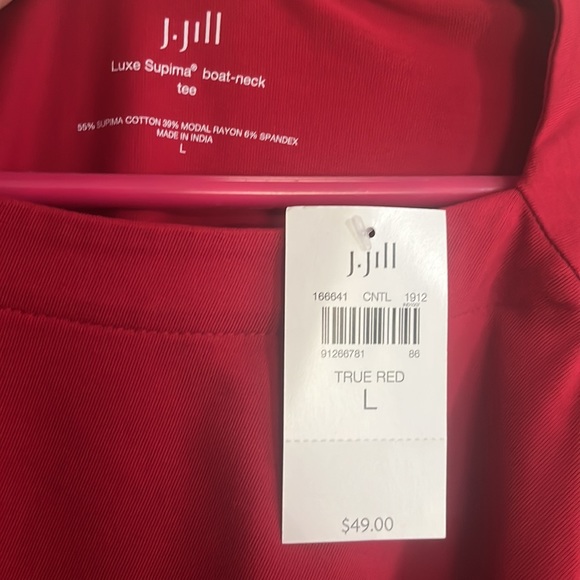 J.Jill
Luxe Supima® boat-neck
tee
55% SUPIMA COTTON 39% MODAL RAYON 6% SPANDEX
MADE IN INDIA
L
J.Jill
166641 CNTL 1912
91266781 86
TRUE RED
L
$49.00